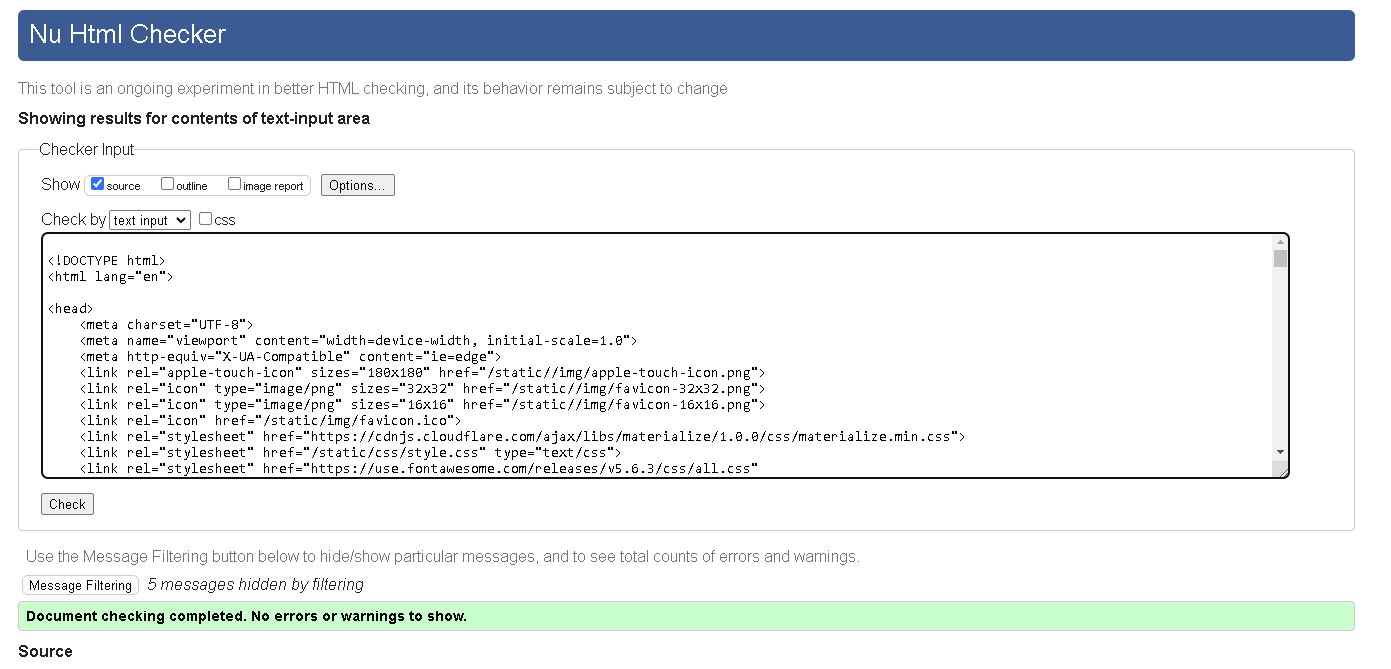 Nu Html Checker
This tool is an ongoing experiment in better HTML checking, and its behavior remains subject to change
Showing results for contents of text-input area
Checker Input
Show source outline image report Options...
Check by text input css
<!DOCTYPE html>
<html lang="en">
<head>
<meta charset="UTF-8">
<meta name="viewport" content="width=device-width, initial-scale=1.0">
<meta http-equiv="X-UA-Compatible" content="ie=edge">
<link rel="apple-touch-icon" sizes="180x180" href="/static//img/apple-touch-icon.png">
<link rel="icon" type="image/png" sizes="32x32" href="/static//img/favicon-32x32.png">
<link rel="icon" type="image/png" sizes="16x16" href="/static//img/favicon-16x16.png">
<link rel="icon" href="/static/img/favicon.ico">
<link rel="stylesheet" href="https://cdnjs.cloudflare.com/ajax/libs/materialize/1.0.0/css/materialize.min.css">
<link rel="stylesheet" href="/static/css/style.css" type="text/css">
<link rel="stylesheet" href="https://use.fontawesome.com/releases/v5.6.3/css/all.css"
Check
Use the Message Filtering button below to hide/show particular messages, and to see total counts of errors and warnings.
Message Filtering 5 messages hidden by filtering
Document checking completed. No errors or warnings to show.
Source